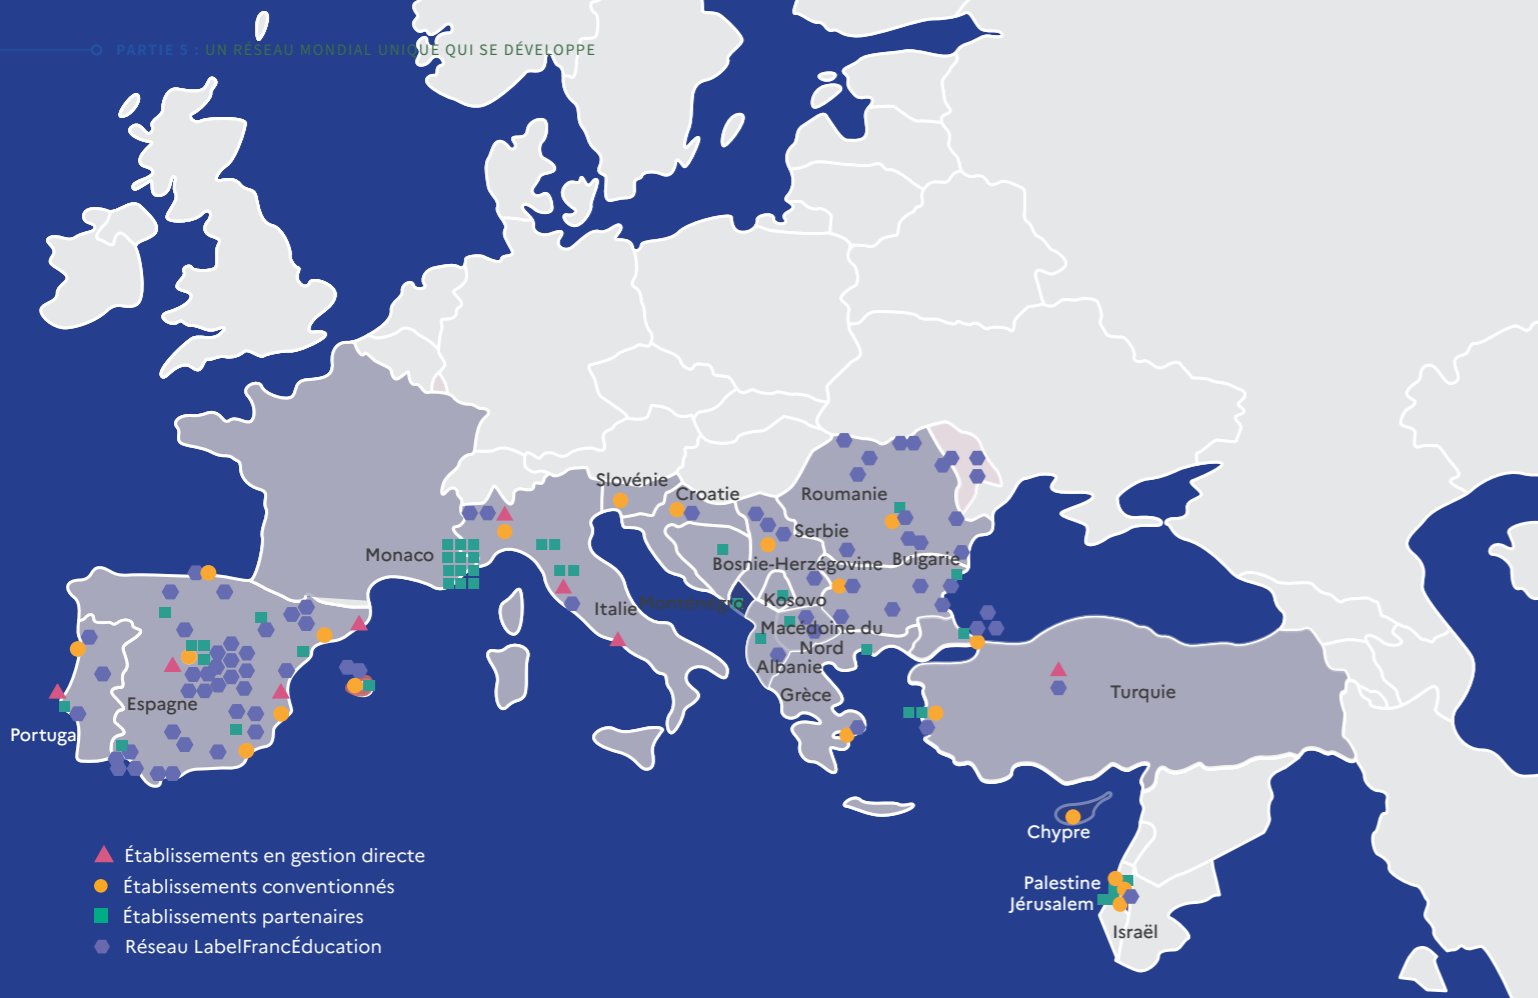 PARTIE 5 : UN RÉSEAU MONDIAL UNIQUE QUI SE DÉVELOPPE
Slovénie
Croatie
Roumanie
Serbie
Monaco
Bosnie-Herzégovine
Bulgarie
Italie
Monténégro
Kosovo
Macédoine du
Nord
Albanie
Grèce
Turquie
Espagne
Portuga
Chypre
Palestine
Jérusalem
Israël
Établissements en gestion directe
Établissements conventionnés
Établissements partenaires
Réseau LabelFrancÉducation